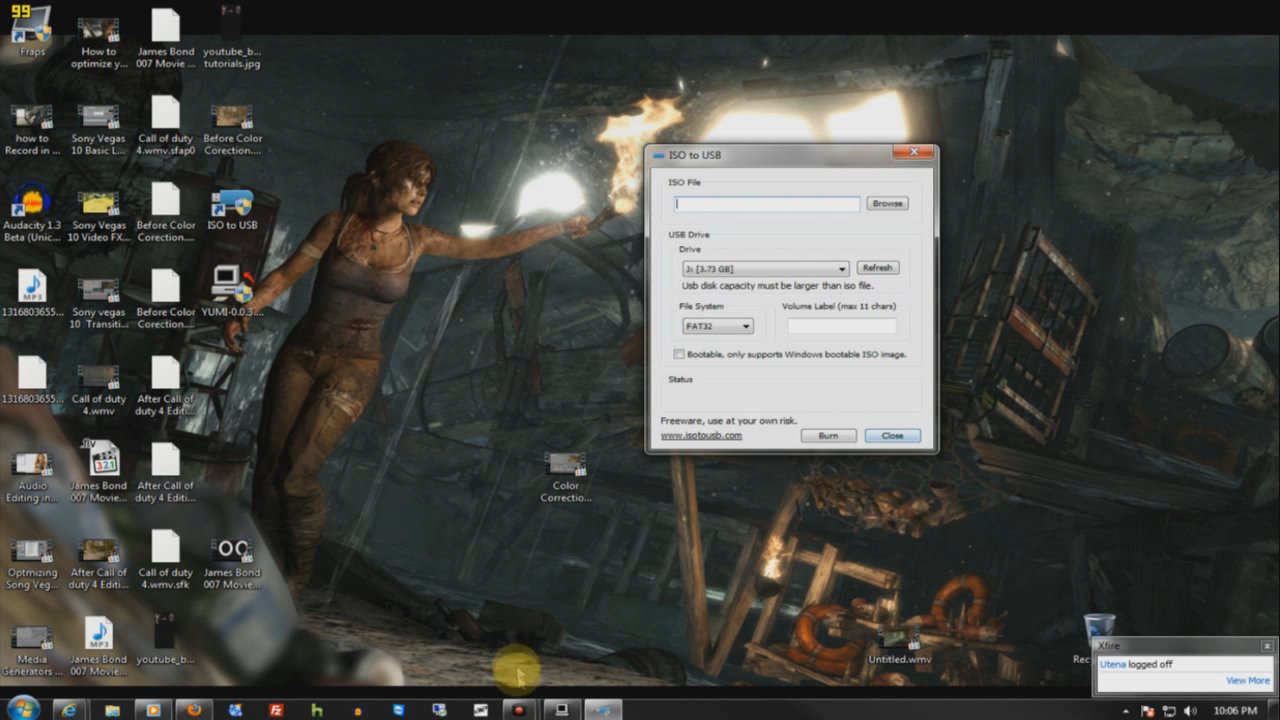 99
Fraps
How to
optimize y...
James Bond
007 Movie ...
youtube_b...
tutorials.jpg
how to
Record in ...
Sony Vegas
10 Basic L...
Call of duty
4.wmv.sfap0
Before Color
Corection....
Audacity 1.3
Beta (Unic...
Sony Vegas
10 Video FX...
Before Color
Corection....
ISO to USB
1316803655...
Sony vegas
10 Transiti...
Before Color
Corection....
YUMI-0.0.3...
1316803655...
Call of duty
4.wmv
After Call of
duty 4 Editi...
Audio
Editing in...
James Bond
007 Movie...
After Call of
duty 4 Editi...
Color
Correctio...
Optmizing
Song Veg...
After Call of
duty 4 Editi...
Call of duty
4.wmv.sfk
James Bond
007 Movie...
Media
Generators ...
James Bond
007 Movie...
youtube_b...
Untitled.wmv
ISO to USB
ISO File
Browse
USB Drive
Drive
J: [3.73 GB]
Refresh
Usb disk capacity must be larger than iso file.
File System
Volume Label (max 11 chars)
FAT32
Bootable, only supports Windows bootable ISO image.
Status
Freeware, use at your own risk.
www.isotousb.com
Burn
Close
Xfire
Utena logged off
View More
10:06 PM